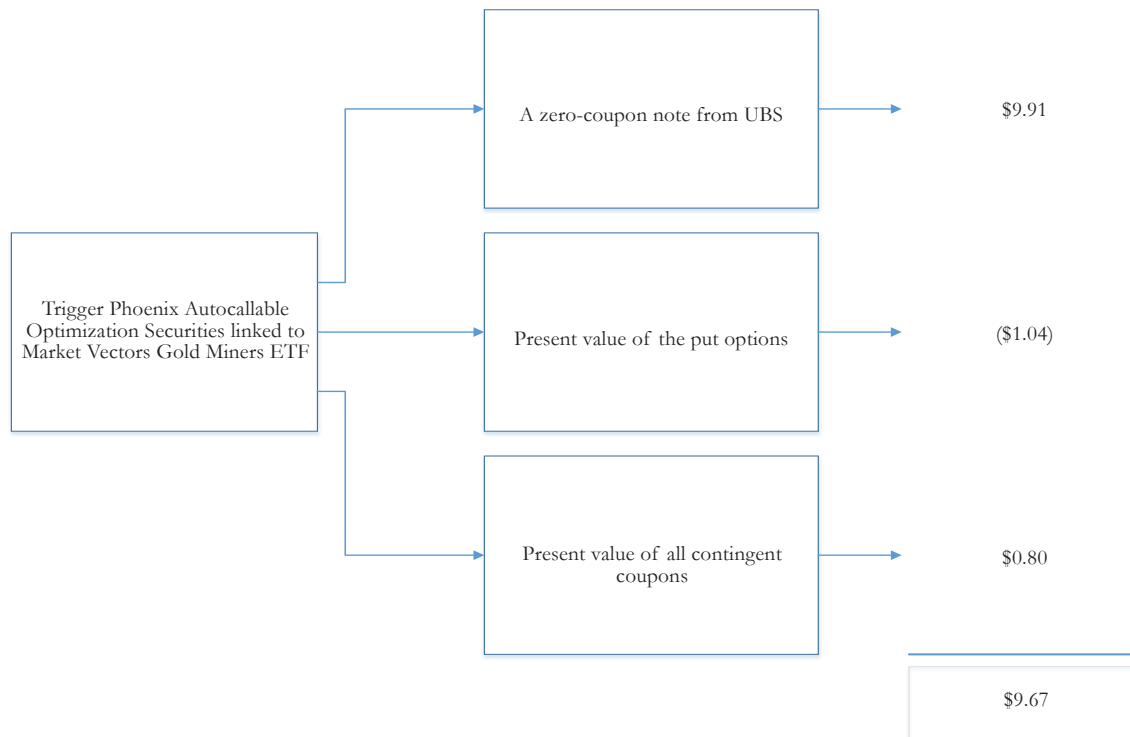 A zero-coupon note from UBS
$9.91
Trigger Phoenix Autocallable
Optimization Securities linked to
Market Vectors Gold Miners ETF
Present value of the put options
($1.04)
Present value of all contingent
coupons
$0.80
$9.67